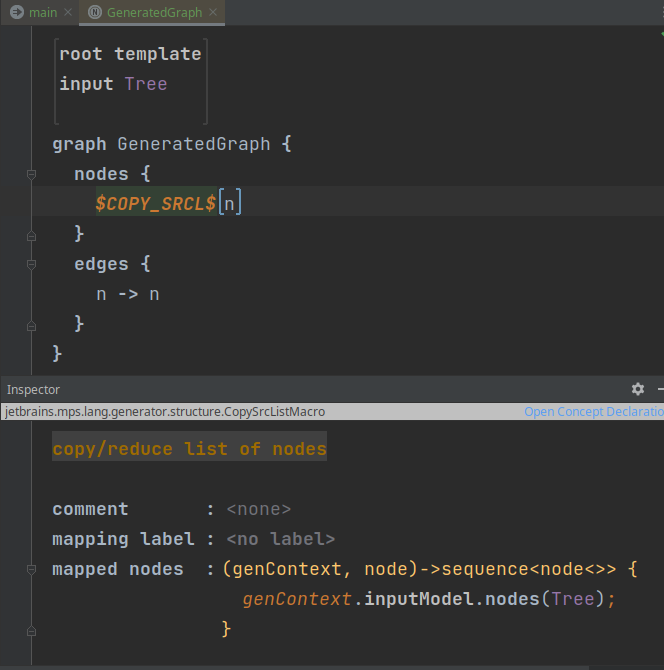 main × GeneratedGraph ×
root template
input Tree
graph GeneratedGraph {
nodes {
$COPY_SRCL$[n]
}
edges {
n -> n
}
}
Inspector
jetbrains.mps.lang.generator.structure.CopySrcListMacro Open Concept Declaratio
copy/reduce list of nodes
comment : <none>
mapping label : <no label>
mapped nodes : (genContext, node)->sequence<node<>> {
genContext.inputModel.nodes(Tree);
}